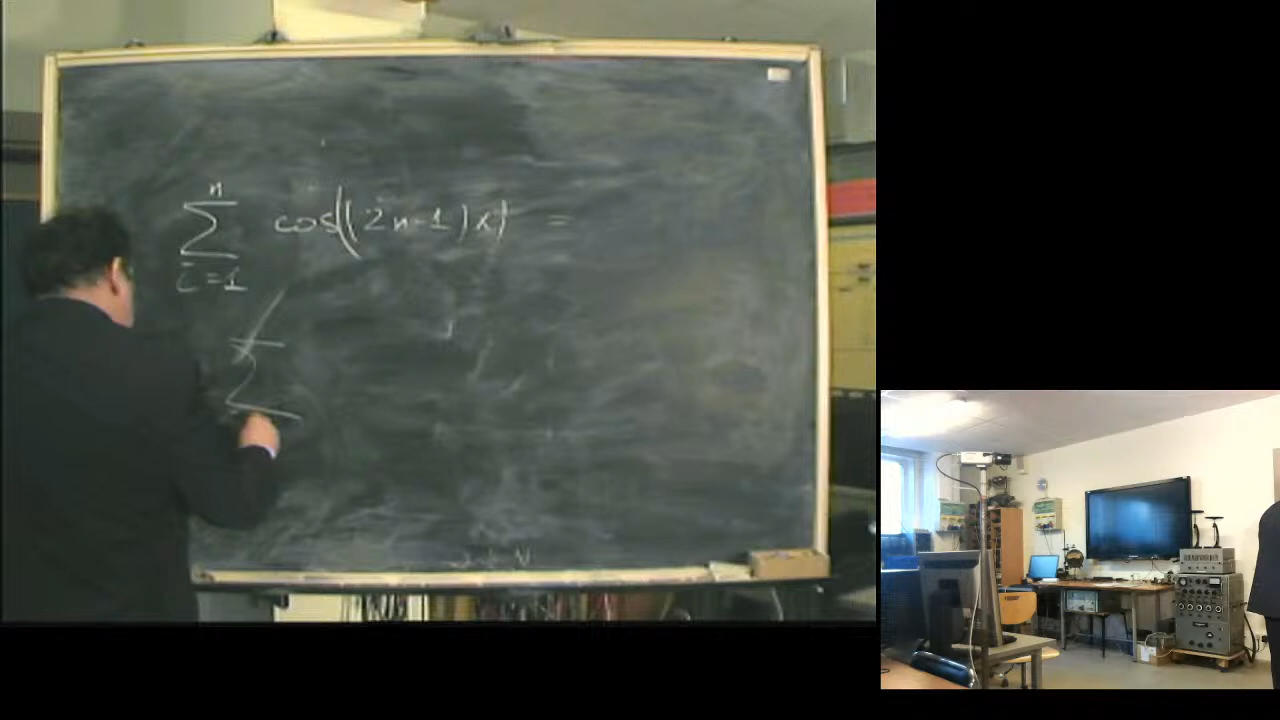 n
∑ cos((2n-1)x) =
i=1
∑